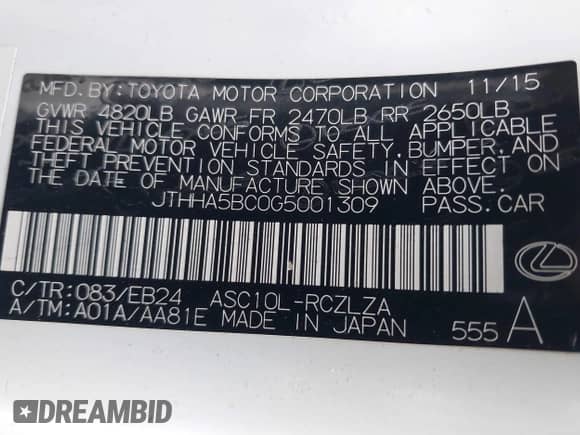 MFD.BY:TOYOTA MOTOR CORPORATION 11/15
GVWR 4820LB GAWR FR 2470LB RR 2650LB
THIS VEHICLE CONFORMS TO ALL APPLICABLE
FEDERAL MOTOR VEHICLE SAFETY,BUMPER,AND
THEFT PREVENTION STANDARDS IN EFFECT ON
THE DATE OF MANUFACTURE SHOWN ABOVE.
JTHHA5BC0G5001309 PASS.CAR
C/TR:083/EB24 ASC10L-RCZLZA
A/TM:A01A/AA81E MADE IN JAPAN 555 A
DREAMBID